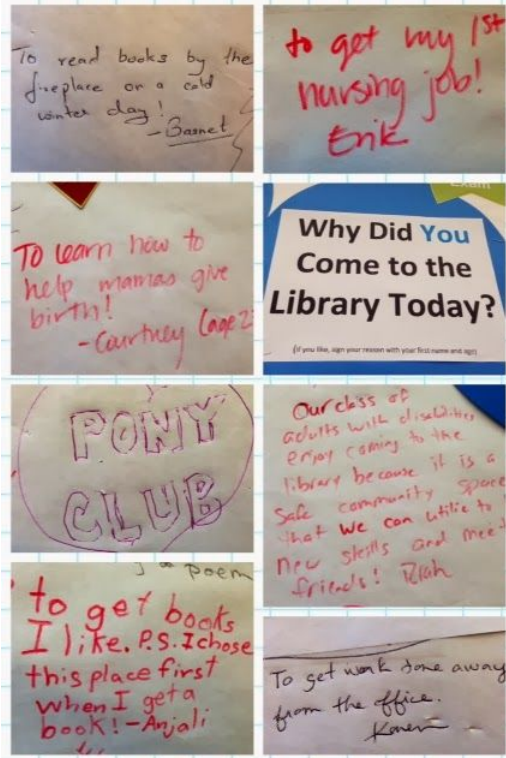 To read books by the
fireplace on a cold
winter day!
to get my 1st
nursing job!
Erik
To learn how to
help mamas give
birth!
- Courtney (age 2
Exam
Why Did You
Come to the
Library Today?
(If you like, sign your reason with your first name and age)
PONY
CLUB
Our class of
adults with disabilities
enjoy coming to the
library because it is a
safe community space
that we can utilize to
new skills and mee
friends!
poem
to get books
I like. P.S. I chose
this place first
when I get a
book! - Anjali
To get work done away
from the office.
Karen